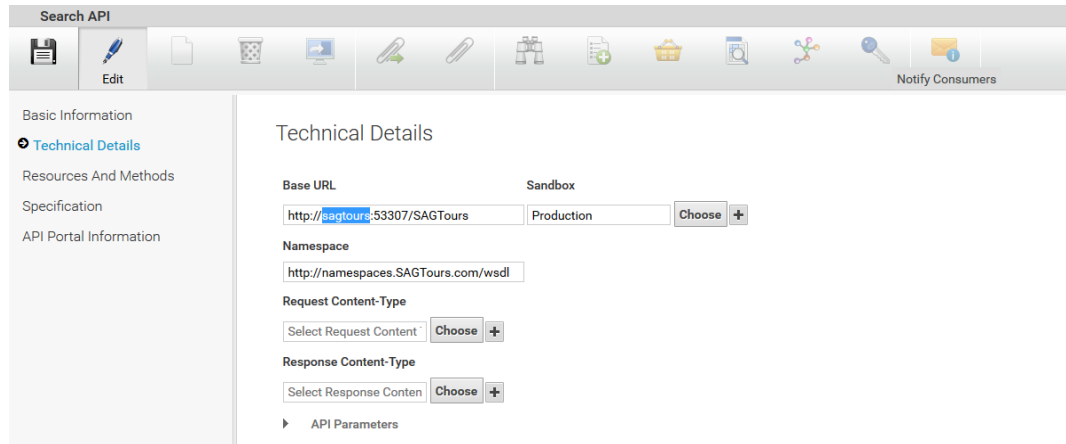 Search API
Edit
Notify Consumers
Basic Information
Technical Details
Resources And Methods
Specification
API Portal Information
Technical Details
Base URL Sandbox
http://sagtours:53307/SAGTours Production Choose +
Namespace
http://namespaces.SAGTours.com/wsdl
Request Content-Type
Select Request Content Choose +
Response Content-Type
Select Response Conten Choose +
API Parameters